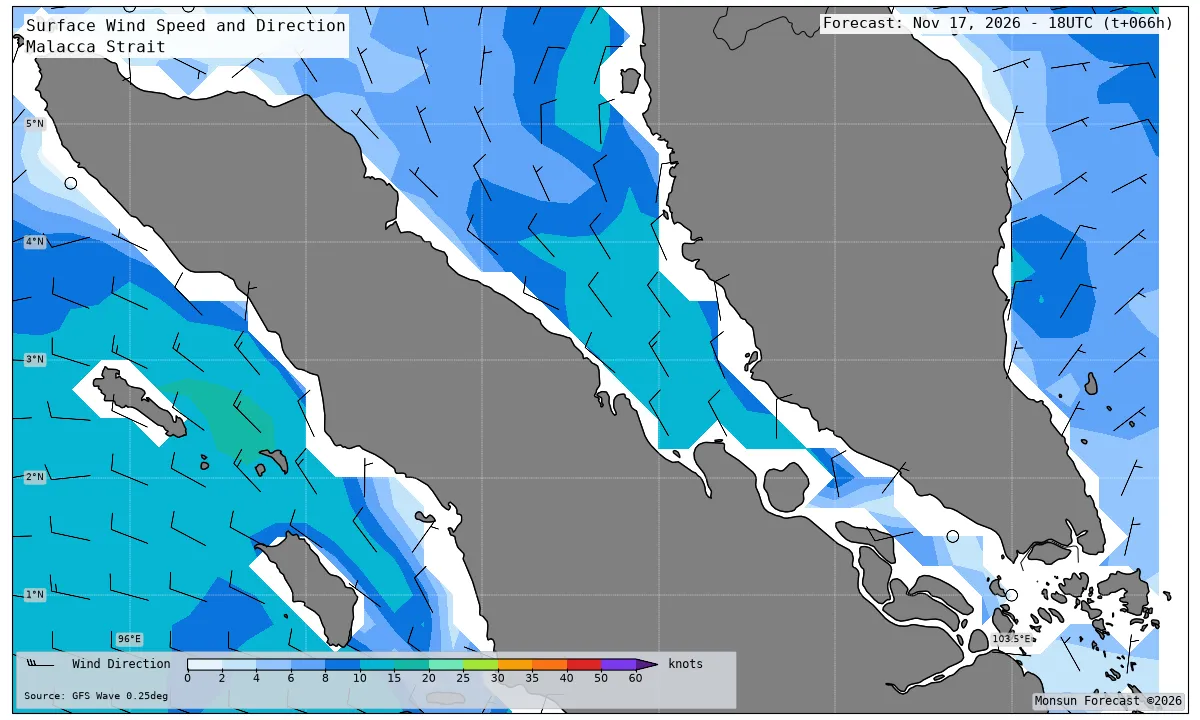 Surface Wind Speed and Direction
Malacca Strait
Forecast: Nov 17, 2026 - 18UTC (t+066h)
5°N
4°N
3°N
2°N
1°N
96°E
103.5°E
Wind Direction
knots
0 2 4 6 8 10 15 20 25 30 35 40 50 60
Source: GFS Wave 0.25deg
Monsun Forecast ©2026